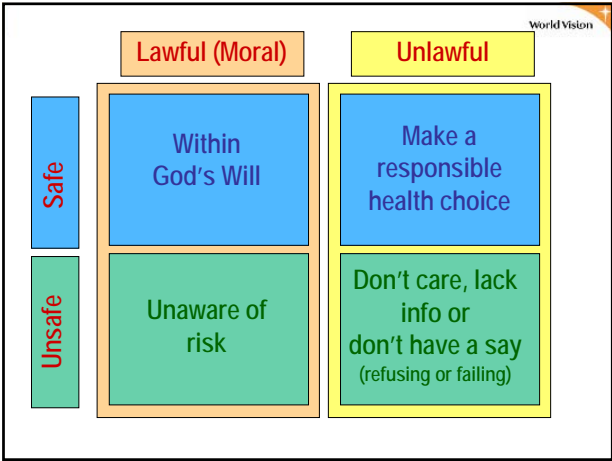 World Vision
Lawful (Moral)
Unlawful
Safe
Within
God's Will
Make a
responsible
health choice
Unsafe
Unaware of
risk
Don't care, lack
info or
don't have a say
(refusing or failing)